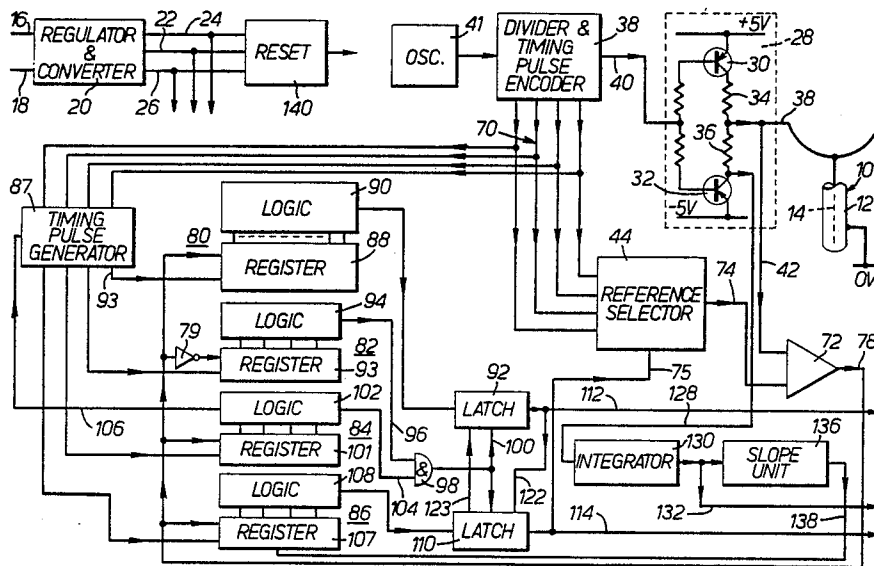 16
22
24
41
DIVIDER &
TIMING
PULSE
ENCODER
38
+5V
28
REGULATOR
&
CONVERTER
RESET
OSC.
40
30
34
38
18
20
26
140
70
36
10
87
90
32
-5V
14
12
TIMING
PULSE
GENERATOR
LOGIC
44
42
0V
80
REGISTER
88
93
REFERENCE
SELECTOR
74
94
LOGIC
72
78
79
82
REGISTER
93
92
75
102
LATCH
112
128
LOGIC
96
100
130
136
106
84
REGISTER
101
&
98
INTEGRATOR
SLOPE
UNIT
108
104
123
122
LOGIC
132
86
LATCH
114
138
REGISTER
107
110